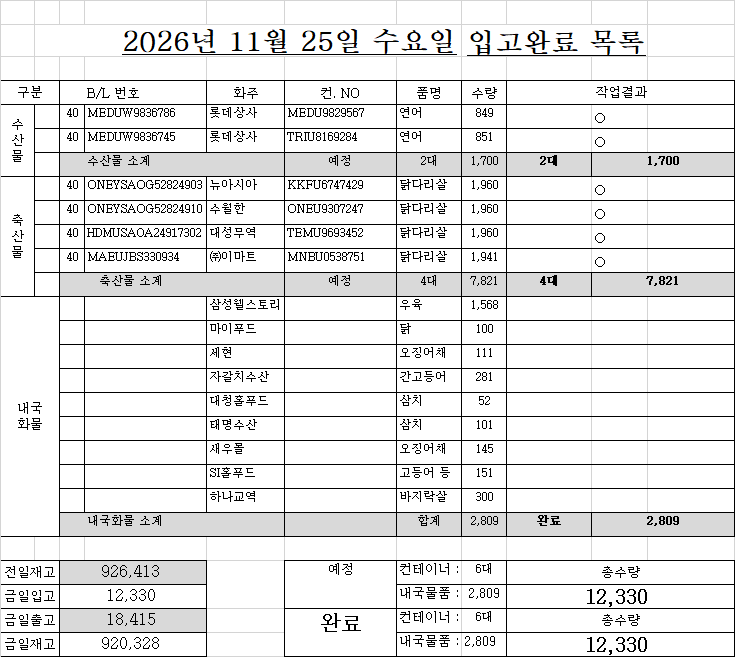 2026년 11월 25일 수요일 입고완료 목록
구분 B/L 번호 화주 컨. NO 품명 수량 작업결과
수산물 40 MEDUW9836786 롯데상사 MEDU9829567 연어 849 ○
40 MEDUW9836745 롯데상사 TRIU8169284 연어 851 ○
수산물 소계 예정 2대 1,700 2대 1,700
축산물 40 ONEYSAOG52824903 뉴아시아 KKFU6747429 닭다리살 1,960 ○
40 ONEYSAOG52824910 수월한 ONEU9307247 닭다리살 1,960 ○
40 HDMUSAOA24917302 대성무역 TEMU9693452 닭다리살 1,960 ○
40 MAEUJBS330934 ㈜이마트 MNBU0538751 닭다리살 1,941 ○
축산물 소계 예정 4대 7,821 4대 7,821
내국화물 삼성웰스토리 우육 1,568
마이푸드 닭 100
세현 오징어채 111
자갈치수산 간고등어 281
대청홀푸드 삼치 52
태명수산 삼치 101
새우몰 오징어채 145
SI홀푸드 고등어 등 151
하나교역 바지락살 300
내국화물 소계 합계 2,809 완료 2,809
전일재고 926,413 예정 컨테이너 : 6대 총수량
금일입고 12,330 내국물품 : 2,809 12,330
금일출고 18,415 완료 컨테이너 : 6대 총수량
금일재고 920,328 내국물품 : 2,809 12,330